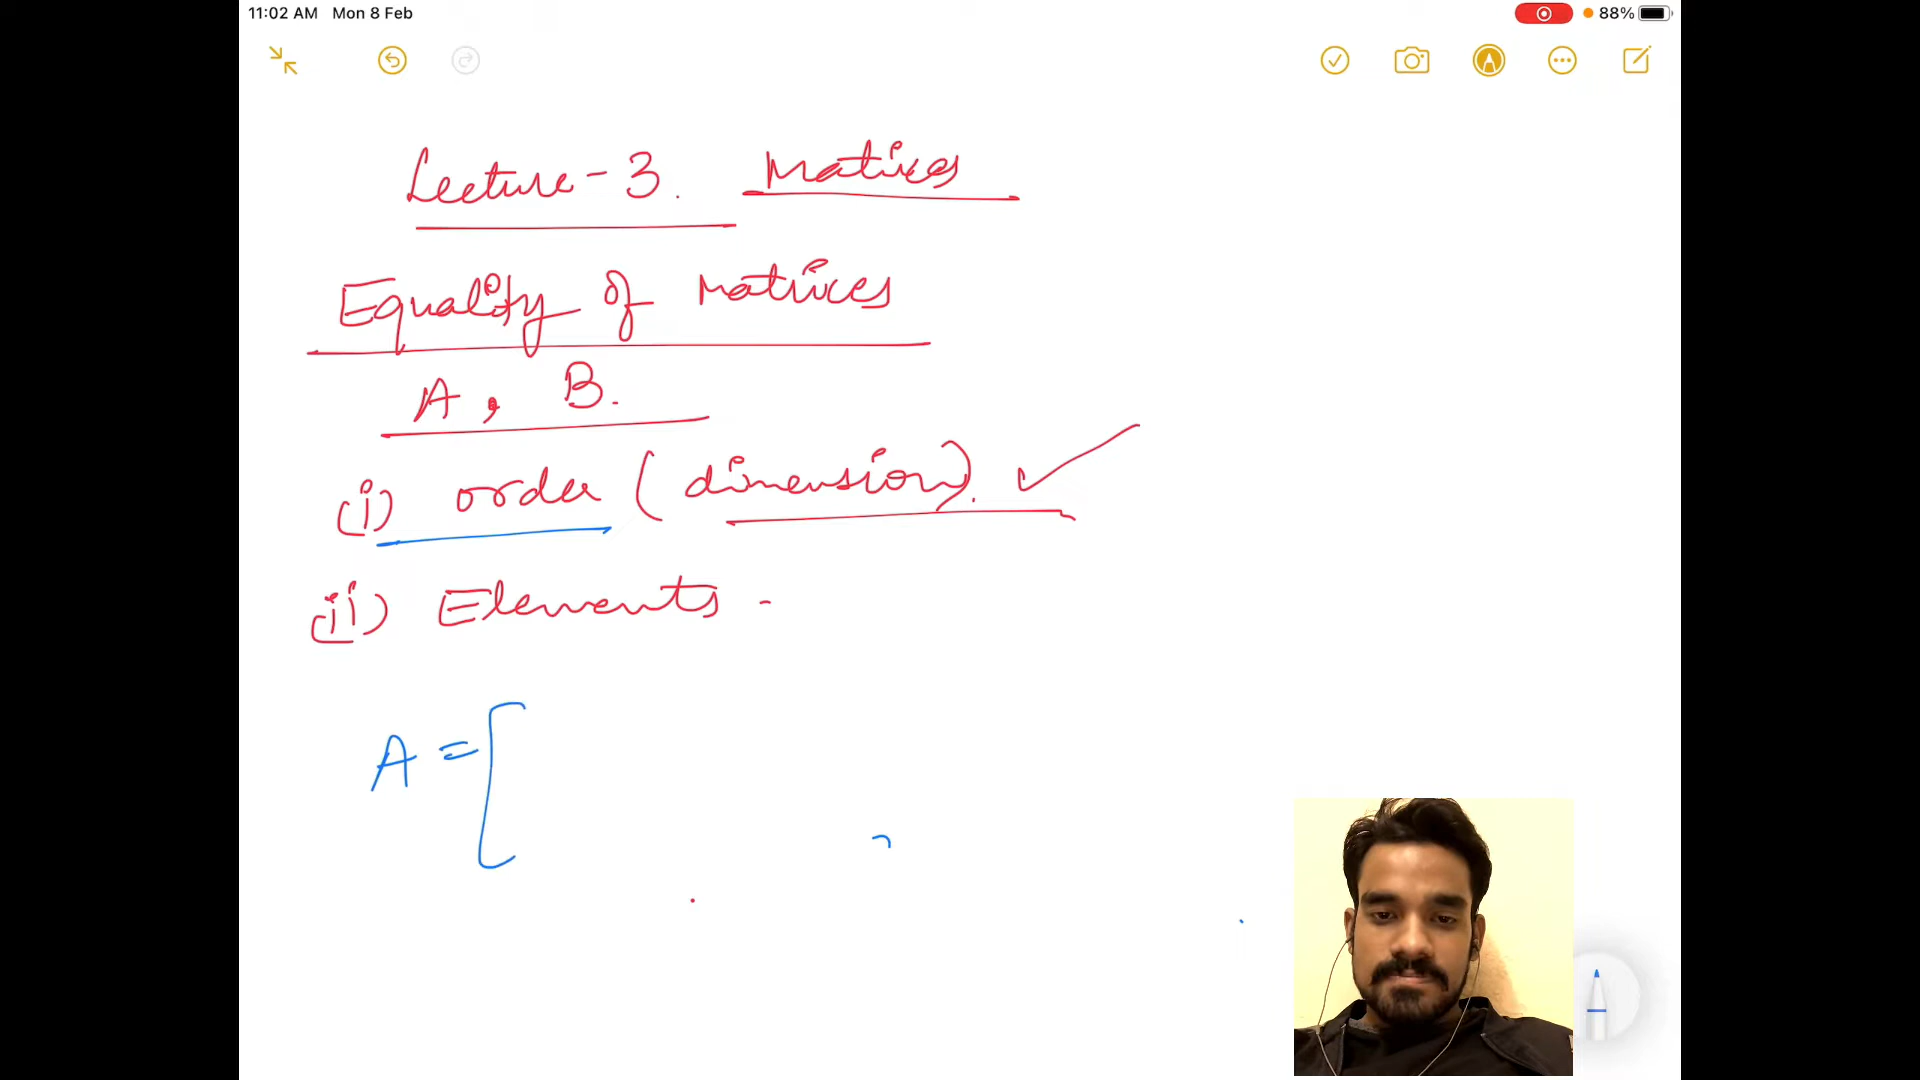 11:02 AM Mon 8 Feb 88%
Lecture-3. Matrices
Equality of Matrices
A, B.
(i) order (dimension). ✓
(ii) Elements -
A = [